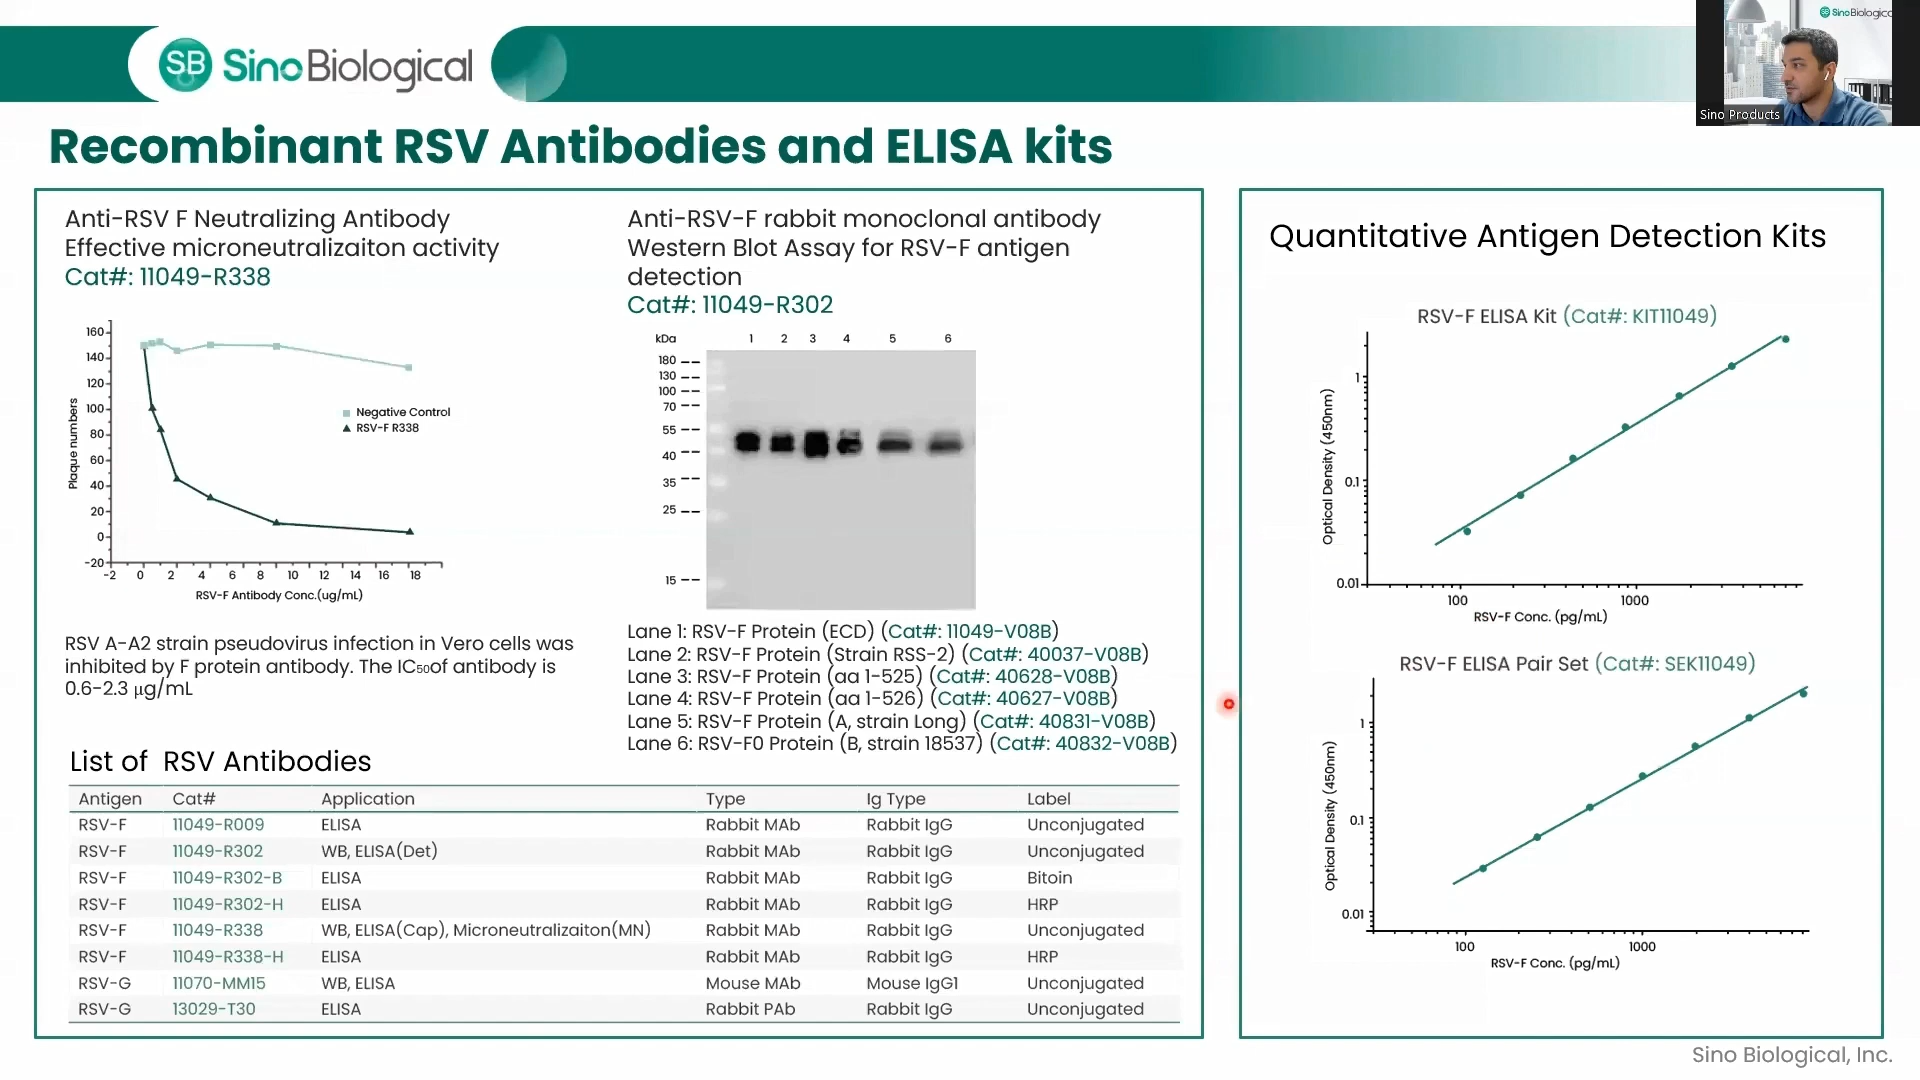 SB SinoBiological
SB SinoBiologic
Sino Products
Recombinant RSV Antibodies and ELISA kits
Anti-RSV F Neutralizing Antibody
Effective microneutralizaiton activity
Cat#: 11049-R338
160
140
120
100
80
60
40
20
0
-20
Plaque numbers
Negative Control
RSV-F R338
-2 0 2 4 6 8 10 12 14 16 18
RSV-F Antibody Conc.(ug/mL)
RSV A-A2 strain pseudovirus infection in Vero cells was
inhibited by F protein antibody. The IC₅₀of antibody is
0.6-2.3 µg/mL
Anti-RSV-F rabbit monoclonal antibody
Western Blot Assay for RSV-F antigen
detection
Cat#: 11049-R302
kDa 1 2 3 4 5 6
180
130
100
70
55
40
35
25
15
Lane 1: RSV-F Protein (ECD) (Cat#: 11049-V08B)
Lane 2: RSV-F Protein (Strain RSS-2) (Cat#: 40037-V08B)
Lane 3: RSV-F Protein (aa 1-525) (Cat#: 40628-V08B)
Lane 4: RSV-F Protein (aa 1-526) (Cat#: 40627-V08B)
Lane 5: RSV-F Protein (A, strain Long) (Cat#: 40831-V08B)
Lane 6: RSV-F0 Protein (B, strain 18537) (Cat#: 40832-V08B)
List of RSV Antibodies
Antigen Cat# Application Type Ig Type Label
RSV-F 11049-R009 ELISA Rabbit MAb Rabbit IgG Unconjugated
RSV-F 11049-R302 WB, ELISA(Det) Rabbit MAb Rabbit IgG Unconjugated
RSV-F 11049-R302-B ELISA Rabbit MAb Rabbit IgG Bitoin
RSV-F 11049-R302-H ELISA Rabbit MAb Rabbit IgG HRP
RSV-F 11049-R338 WB, ELISA(Cap), Microneutralizaiton(MN) Rabbit MAb Rabbit IgG Unconjugated
RSV-F 11049-R338-H ELISA Rabbit MAb Rabbit IgG HRP
RSV-G 11070-MM15 WB, ELISA Mouse MAb Mouse IgG1 Unconjugated
RSV-G 13029-T30 ELISA Rabbit PAb Rabbit IgG Unconjugated
Quantitative Antigen Detection Kits
RSV-F ELISA Kit (Cat#: KIT11049)
Optical Density (450nm)
1
0.1
0.01
100 1000
RSV-F Conc. (pg/mL)
RSV-F ELISA Pair Set (Cat#: SEK11049)
Optical Density (450nm)
1
0.1
0.01
100 1000
RSV-F Conc. (pg/mL)
Sino Biological, Inc.